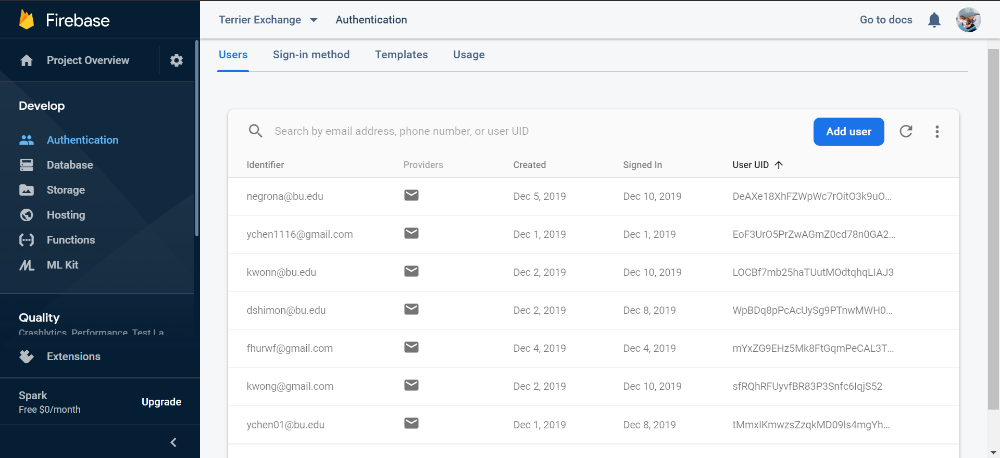 Firebase
Terrier Exchange
Authentication
Go to docs
Project Overview
Users
Sign-in method
Templates
Usage
Develop
Authentication
Database
Storage
Hosting
Functions
ML Kit
Quality
Crashlytics, Performance, Test La
Extensions
Spark
Free $0/month
Upgrade
Search by email address, phone number, or user UID
Add user
Identifier Providers Created Signed In User UID
negrona@bu.edu Dec 5, 2019 Dec 10, 2019 DeAXe18XhFZWpWc7rOitO3k9uO...
ychen1116@gmail.com Dec 1, 2019 Dec 1, 2019 EoF3UrO5PrZwAGmZ0cd78n0GA2...
kwonn@bu.edu Dec 2, 2019 Dec 10, 2019 LOCBf7mb25haTUutMOdtqhqLIAJ3
dshimon@bu.edu Dec 2, 2019 Dec 8, 2019 WpBDq8pPcAcUySg9PTnwMWH0...
fhurwf@gmail.com Dec 4, 2019 Dec 4, 2019 mYxZG9EHz5Mk8FtGqmPeCAL3T...
kwong@gmail.com Dec 2, 2019 Dec 10, 2019 sfRQhRFUyvfBR83P3Snfc6IqjS52
ychen01@bu.edu Dec 1, 2019 Dec 8, 2019 tMmxIKmwzsZzqkMD09ls4mgYh...